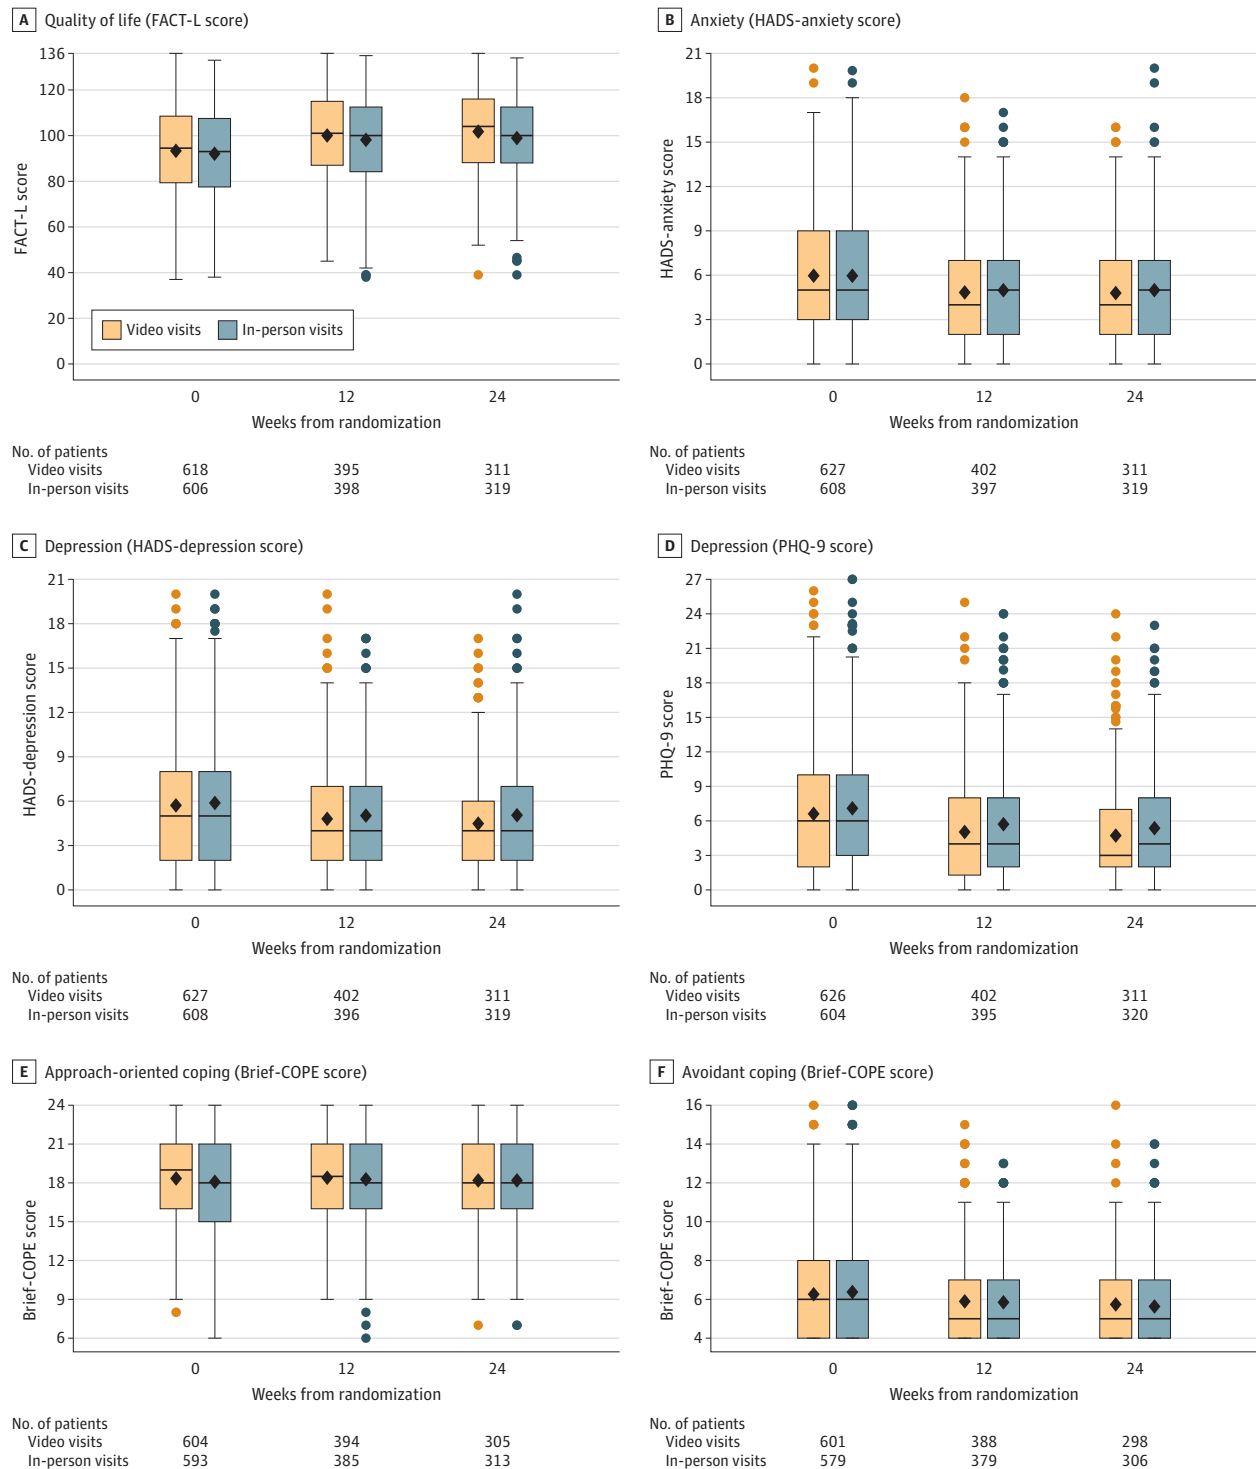 A Quality of life (FACT-L score)
136
120
100
80
60
40
20
0
FACT-L score
Video visits In-person visits
0 12 24
Weeks from randomization
No. of patients
Video visits 618 395 311
In-person visits 606 398 319
B Anxiety (HADS-anxiety score)
21
18
15
12
9
6
3
0
HADS-anxiety score
0 12 24
Weeks from randomization
No. of patients
Video visits 627 402 311
In-person visits 608 397 319
C Depression (HADS-depression score)
21
18
15
12
9
6
3
0
HADS-depression score
0 12 24
Weeks from randomization
No. of patients
Video visits 627 402 311
In-person visits 608 396 319
D Depression (PHQ-9 score)
27
24
21
18
15
12
9
6
3
0
PHQ-9 score
0 12 24
Weeks from randomization
No. of patients
Video visits 626 402 311
In-person visits 604 395 320
E Approach-oriented coping (Brief-COPE score)
24
21
18
15
12
9
6
Brief-COPE score
0 12 24
Weeks from randomization
No. of patients
Video visits 604 394 305
In-person visits 593 385 313
F Avoidant coping (Brief-COPE score)
16
14
12
10
8
6
4
Brief-COPE score
0 12 24
Weeks from randomization
No. of patients
Video visits 601 388 298
In-person visits 579 379 306